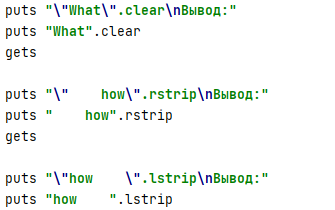 puts "\"What\".clear\nВывод:"
puts "What".clear
gets

puts "\"    how\".rstrip\nВывод:"
puts "    how".rstrip
gets

puts "\"how    \".lstrip\nВывод:"
puts "how    ".lstrip